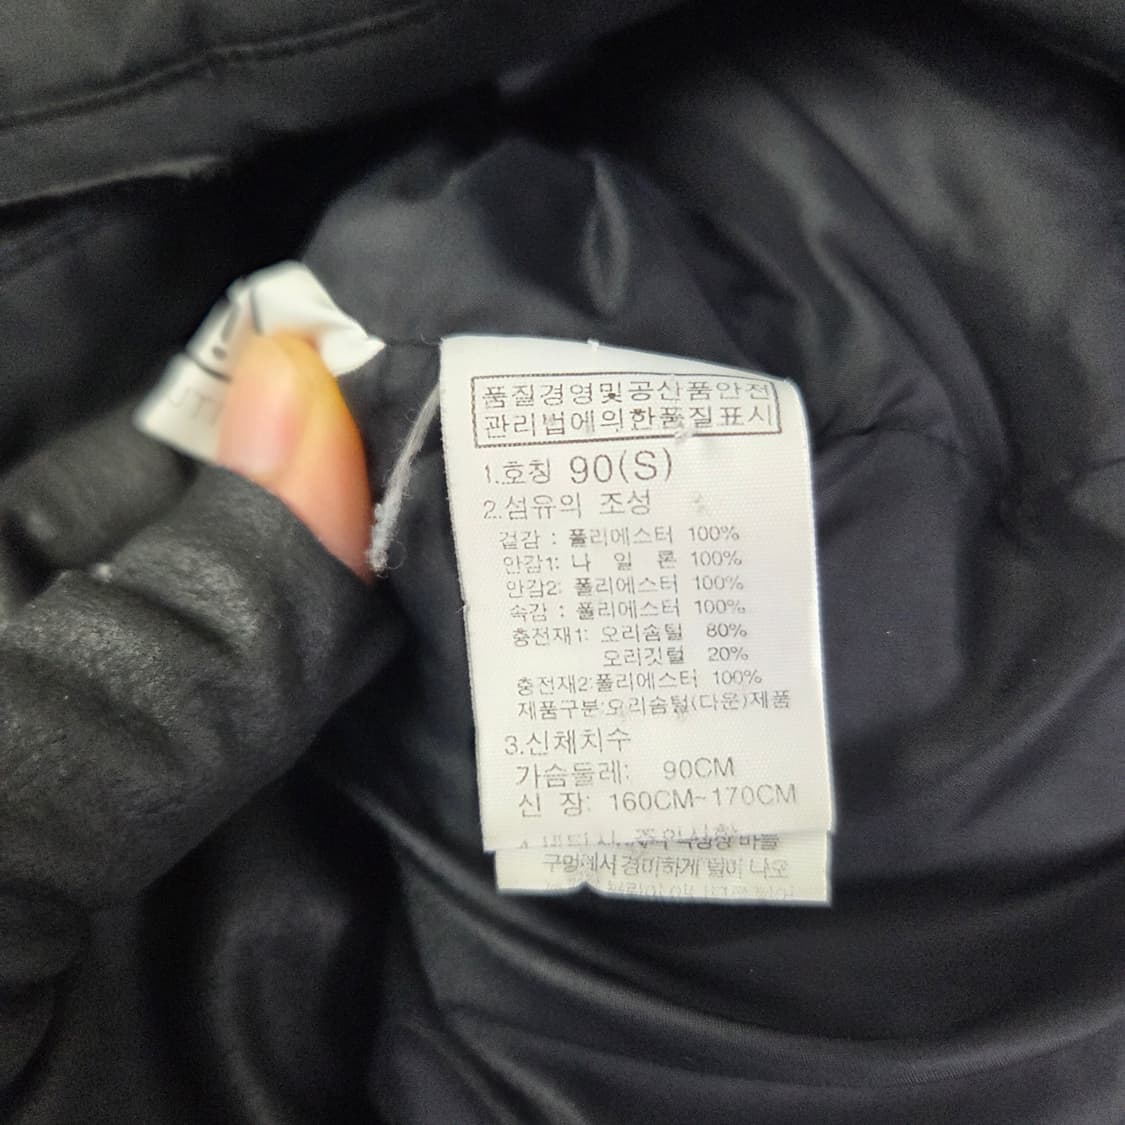 품질경영및공산품안전
관리법에의한품질표시
1.호칭 90(S)
2.섬유의 조성
겉감 : 폴리에스터 100%
안감1: 나 일 론 100%
안감2: 폴리에스터 100%
속감 : 폴리에스터 100%
충전재1: 오리솜털 80%
오리깃털 20%
충전재2:폴리에스터 100%
제품구분:오리솜털(다운)제품
3.신체치수
가슴둘레: 90CM
신 장: 160CM~170CM
구멍에서 경미하게 털이 나오